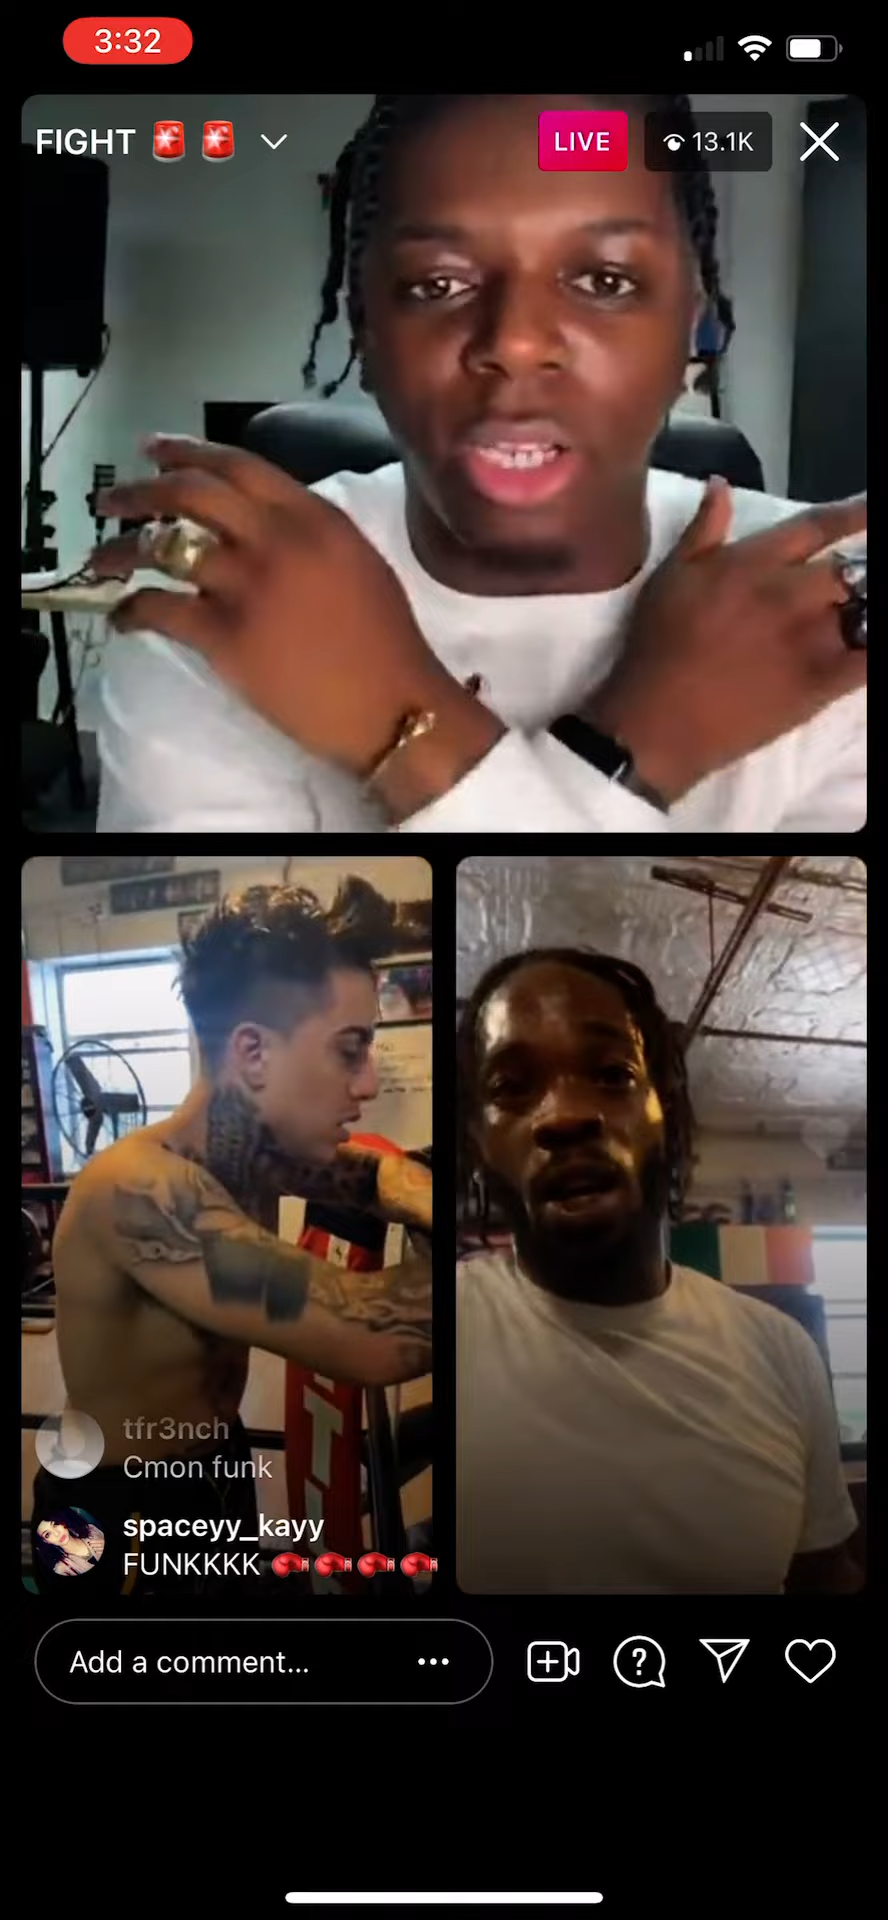 3:32
FIGHT 🚨 🚨
LIVE
13.1K
tfr3nch
Cmon funk
spaceyy_kayy
FUNKKKK 🥊🥊🥊🥊
Add a comment...